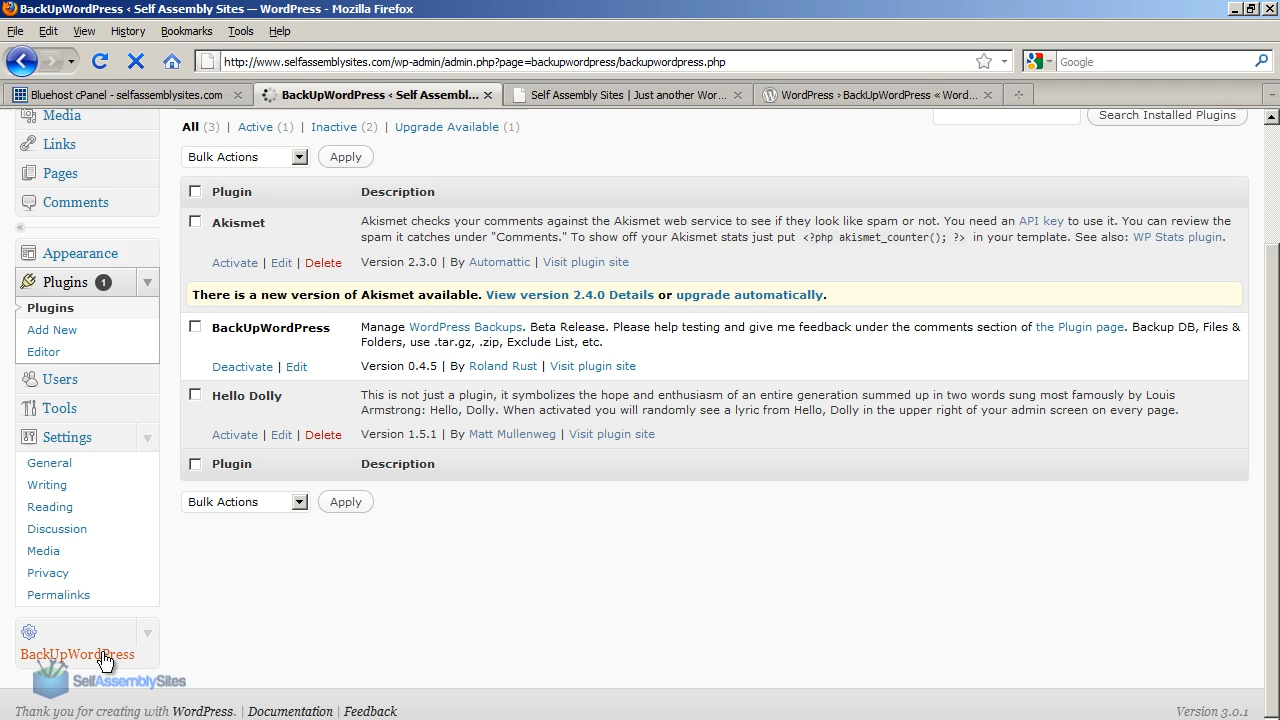 BackUpWordPress ‹ Self Assembly Sites — WordPress - Mozilla Firefox
File Edit View History Bookmarks Tools Help
http://www.selfassemblysites.com/wp-admin/admin.php?page=backupwordpress/backupwordpress.php
Google
Bluehost cPanel - selfassemblysites.com
BackUpWordPress ‹ Self Assembl...
Self Assembly Sites | Just another Wor...
WordPress › BackUpWordPress « Word...
Media
Links
Pages
Comments
Appearance
Plugins 1
Plugins
Add New
Editor
Users
Tools
Settings
General
Writing
Reading
Discussion
Media
Privacy
Permalinks
BackUpWordPress
SelfAssemblySites
All (3) | Active (1) | Inactive (2) | Upgrade Available (1)
Search Installed Plugins
Bulk Actions Apply
Plugin Description
Akismet
Akismet checks your comments against the Akismet web service to see if they look like spam or not. You need an API key to use it. You can review the
spam it catches under "Comments." To show off your Akismet stats just put <?php akismet_counter(); ?> in your template. See also: WP Stats plugin.
Activate | Edit | Delete
Version 2.3.0 | By Automattic | Visit plugin site
There is a new version of Akismet available. View version 2.4.0 Details or upgrade automatically.
BackUpWordPress
Manage WordPress Backups. Beta Release. Please help testing and give me feedback under the comments section of the Plugin page. Backup DB, Files &
Folders, use .tar.gz, .zip, Exclude List, etc.
Deactivate | Edit
Version 0.4.5 | By Roland Rust | Visit plugin site
Hello Dolly
This is not just a plugin, it symbolizes the hope and enthusiasm of an entire generation summed up in two words sung most famously by Louis
Armstrong: Hello, Dolly. When activated you will randomly see a lyric from Hello, Dolly in the upper right of your admin screen on every page.
Activate | Edit | Delete
Version 1.5.1 | By Matt Mullenweg | Visit plugin site
Plugin Description
Bulk Actions Apply
Thank you for creating with WordPress. | Documentation | Feedback
Version 3.0.1